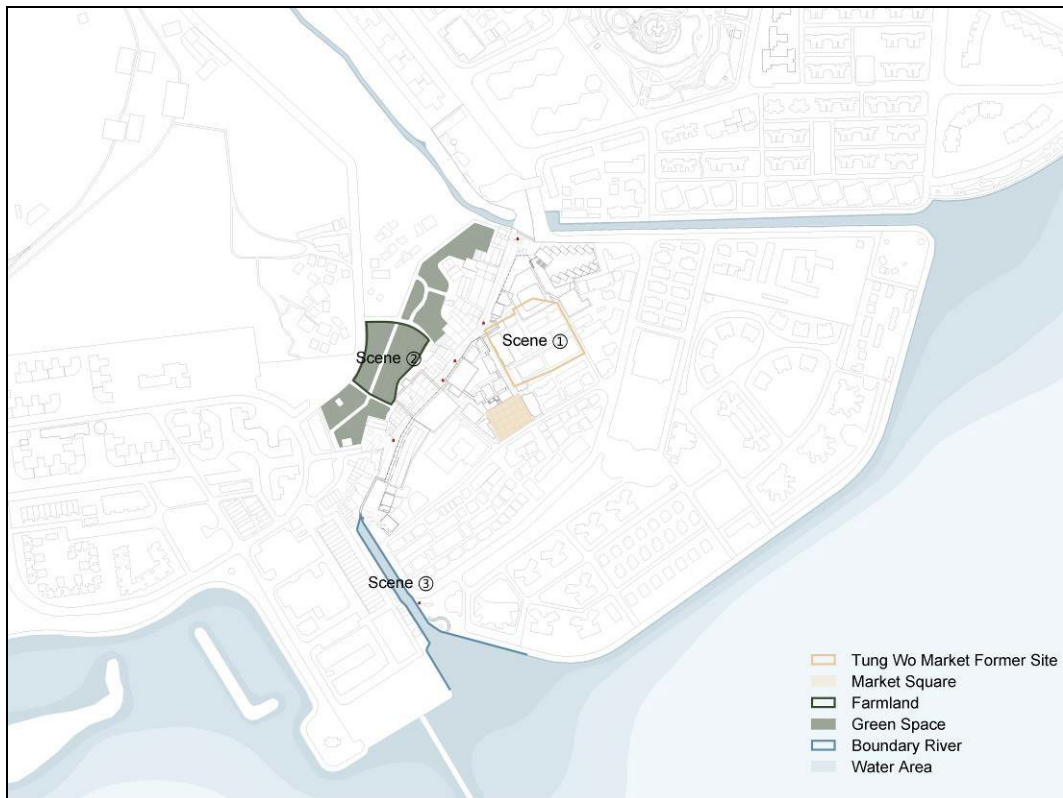 Scene ①
Scene ②
Scene ③
Tung Wo Market Former Site
Market Square
Farmland
Green Space
Boundary River
Water Area